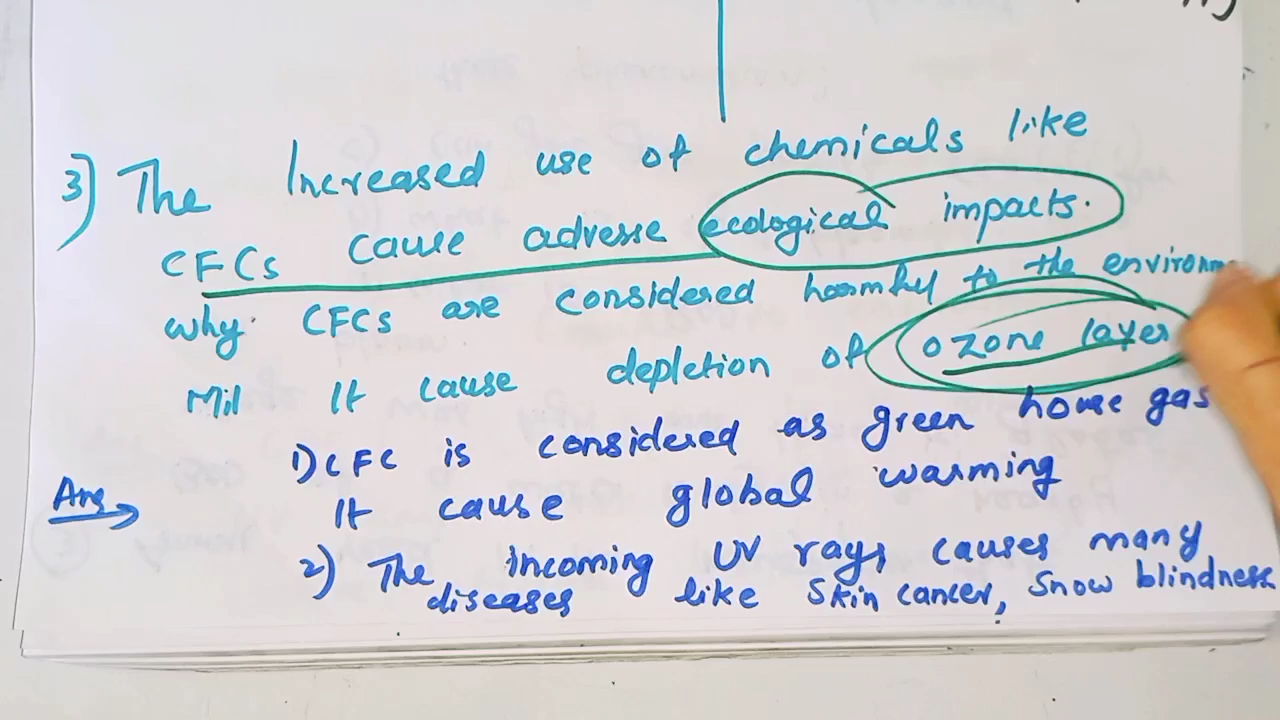 3) The Increased use of chemicals like
CFCs cause adverse ecological impacts.
why CFCs are considered harmful to the environm
Mil It cause depletion of ozone layer
Ans → 1) CFC is considered as green house gas
It cause global warming
2) The incoming UV rays causes many
diseases like skin cancer, snow blindness